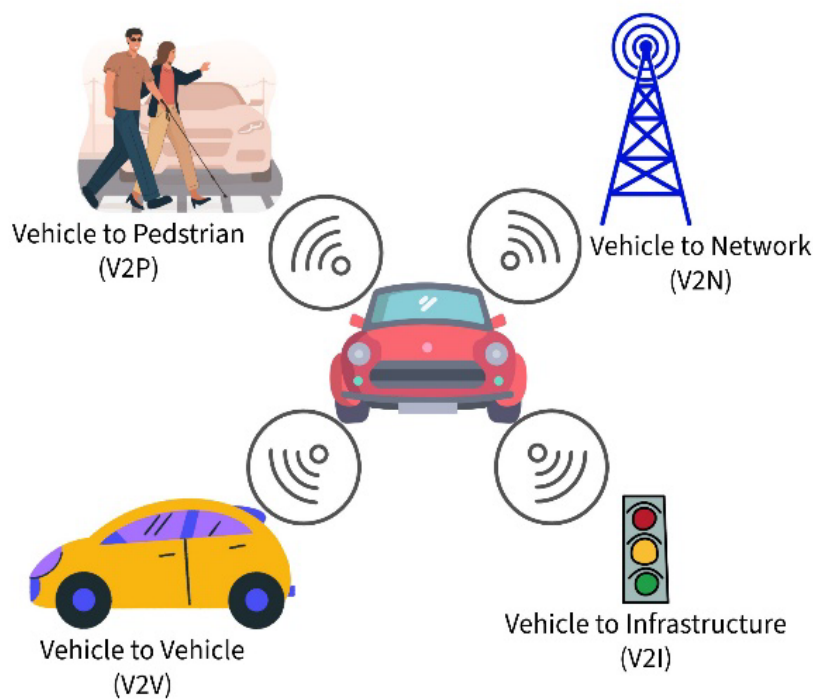 Vehicle to Pedstrian
(V2P)
Vehicle to Network
(V2N)
Vehicle to Vehicle
(V2V)
Vehicle to Infrastructure
(V2I)